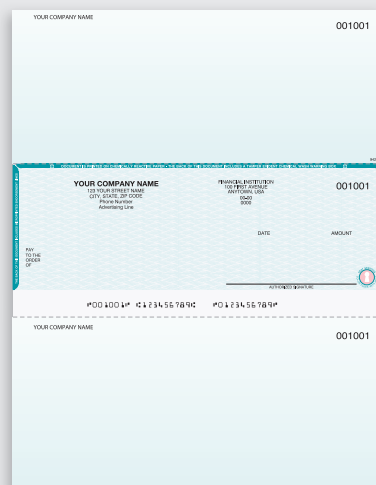 YOUR COMPANY NAME
001001
YOUR COMPANY NAME
123 YOUR STREET NAME
CITY, STATE, ZIP CODE
Phone Number
Advertising Line
FINANCIAL INSTITUTION
100 FIRST AVENUE
ANYTOWN, USA
00-00
0000
001001
DATE
AMOUNT
PAY
TO THE
ORDER
OF
AUTHORIZED SIGNATURE
⑈001001⑈ ⑆123456789⑆ ⑈0123456789⑈
YOUR COMPANY NAME
001001